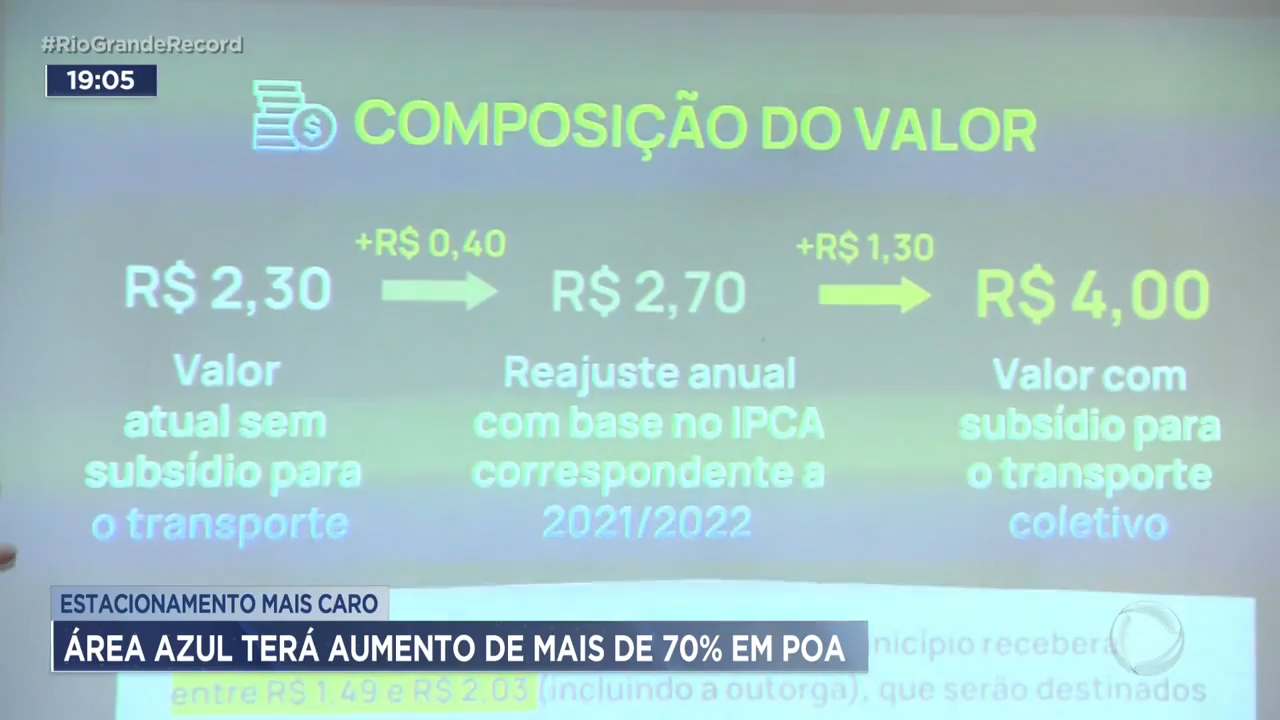 #RioGrandeRecord
19:05
COMPOSIÇÃO DO VALOR
+R$ 0,40
+R$ 1,30
R$ 2,30
R$ 2,70
R$ 4,00
Valor
atual sem
subsídio para
o transporte
Reajuste anual
com base no IPCA
correspondente a
2021/2022
Valor com
subsídio para
o transporte
coletivo
ESTACIONAMENTO MAIS CARO
ÁREA AZUL TERÁ AUMENTO DE MAIS DE 70% EM POA
receberá
entre R$ 1,49 e R$ 2,03 (incluindo a outorga), que serão destinados